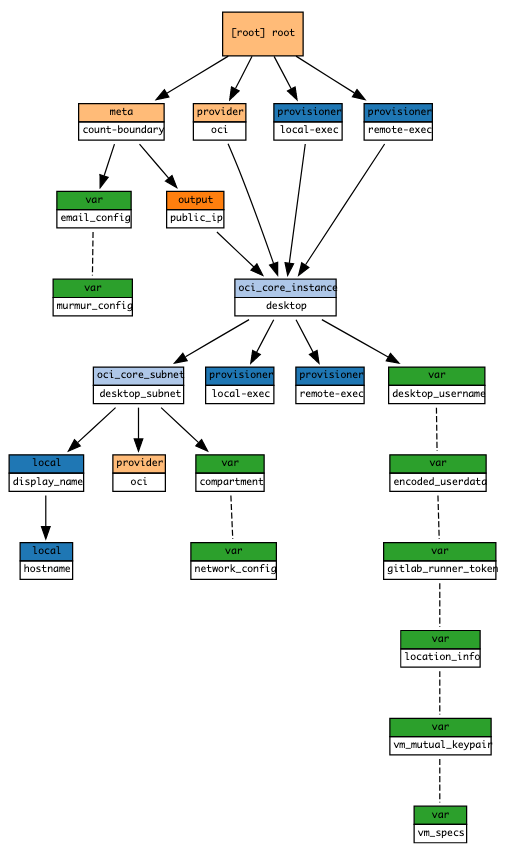 [root] root
meta
count-boundary
provider
oci
provisioner
local-exec
provisioner
remote-exec
var
email_config
output
public_ip
var
murmur_config
oci_core_instance
desktop
oci_core_subnet
desktop_subnet
provisioner
local-exec
provisioner
remote-exec
var
desktop_username
local
display_name
provider
oci
var
compartment
var
encoded_userdata
local
hostname
var
network_config
var
gitlab_runner_token
var
location_info
var
vm_mutual_keypair
var
vm_specs